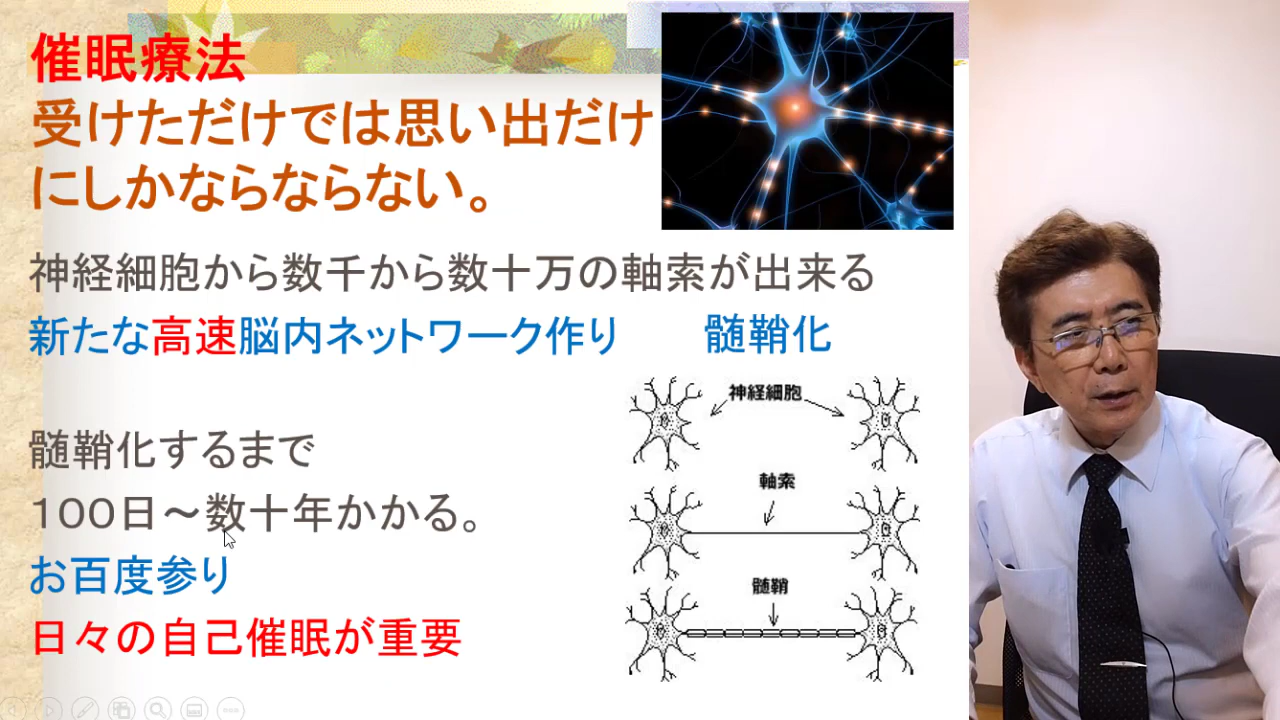 催眠療法
受けただけでは思い出だけ
にしかならならない。
神経細胞から数千から数十万の軸索が出来る
新たな高速脳内ネットワーク作り 髄鞘化
神経細胞
髄鞘化するまで
軸索
１００日～数十年かかる。
お百度参り
髄鞘
日々の自己催眠が重要